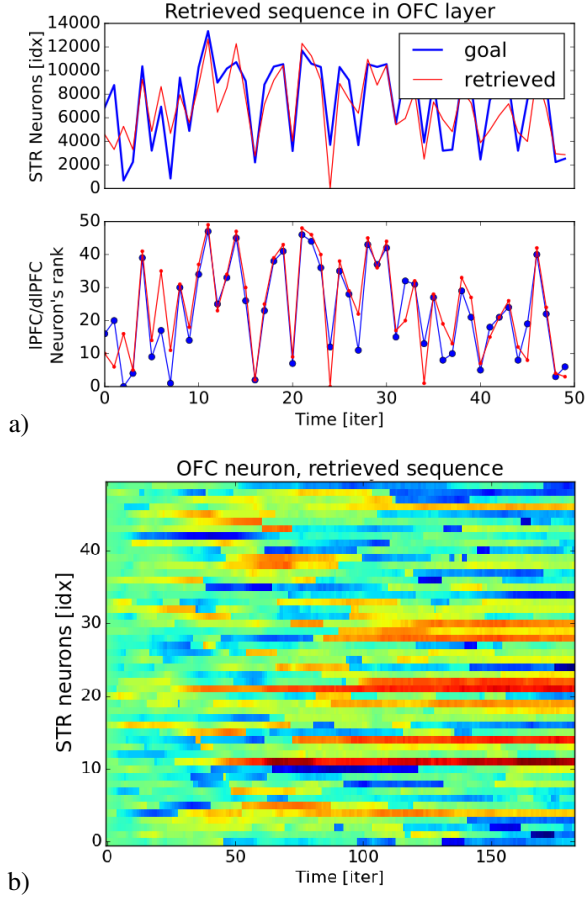 Retrieved sequence in OFC layer
STR Neurons [idx]
14000
12000
10000
8000
6000
4000
2000
0
goal
retrieved
lPFC/dlPFC
Neuron's rank
50
40
30
20
10
0
0 10 20 30 40 50
Time [iter]
a)
OFC neuron, retrieved sequence
STR neurons [idx]
40
30
20
10
0
0 50 100 150
Time [iter]
b)